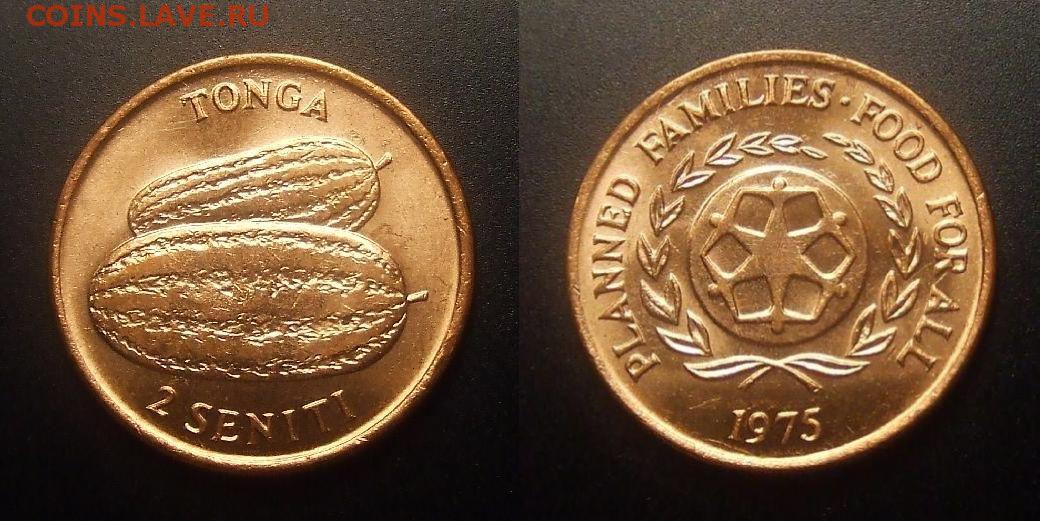 COINS.LAVE.RU
TONGA
2 SENITI
PLANNED FAMILIES · FOOD FOR ALL
1975